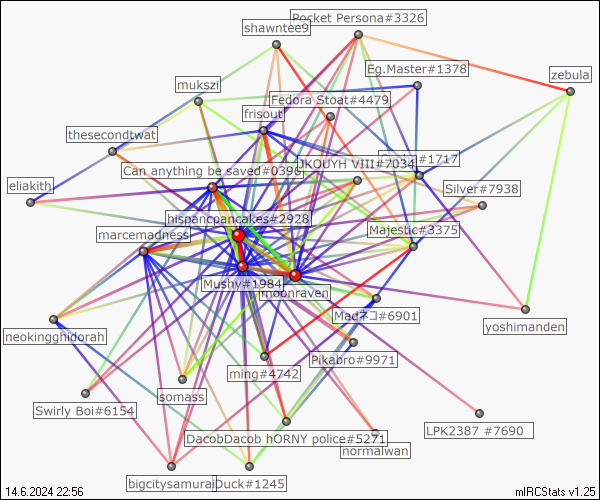 Pocket Persona#3326
shawntee9
Eg.Master#1378
zebula
mukszi
Fedora Stoat#4479
frisout
thesecondtwat
#1717
JKOUYH VIII#7034
Can anything be saved#0396
eliakith
Silver#7938
hispancpancakes#2928
Majestic#3375
marcemadness
Mushy#1984
moonraven
Madネコ#6901
yoshimanden
neokingghidorah
Pikabro#9971
ming#4742
somass
Swirly Boi#6154
LPK2387 #7690
DacobDacob hORNY police#5271
normalwan
bigcitysamurai
Duck#1245
14.6.2024 22:56
mIRCStats v1.25